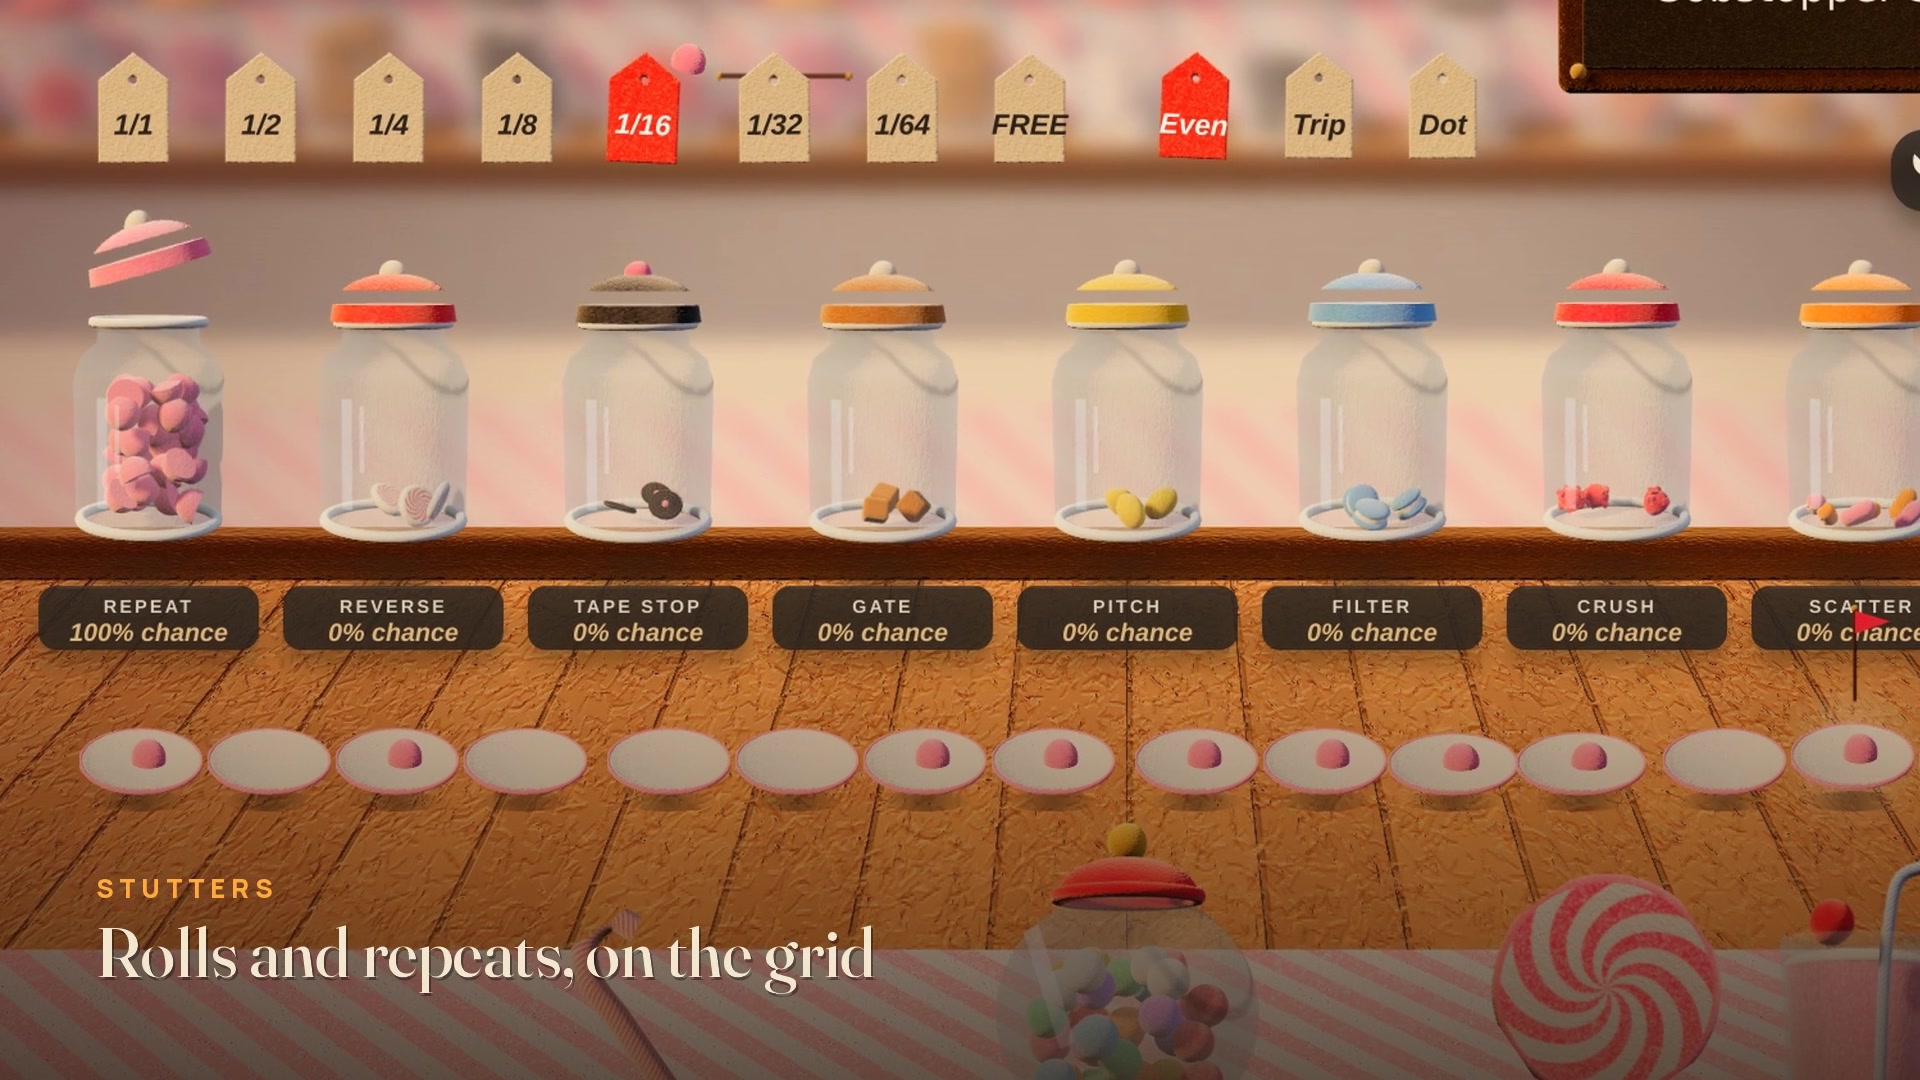 1/1
1/2
1/4
1/8
1/16
1/32
1/64
FREE
Even
Trip
Dot
REPEAT
100% chance
REVERSE
0% chance
TAPE STOP
0% chance
GATE
0% chance
PITCH
0% chance
FILTER
0% chance
CRUSH
0% chance
SCATTER
0% chance
STUTTERS
Rolls and repeats, on the grid